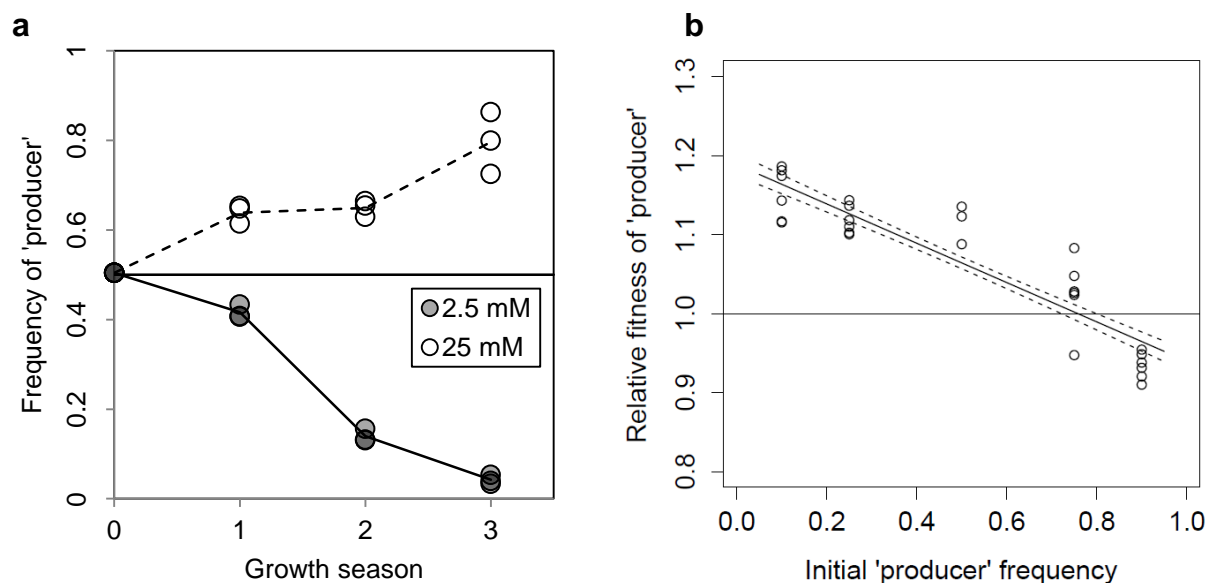 a
Frequency of 'producer'
1
0.8
0.6
0.4
0.2
0
0 1 2 3
Growth season
2.5 mM
25 mM
b
Relative fitness of 'producer'
1.3
1.2
1.1
1.0
0.9
0.8
0.0 0.2 0.4 0.6 0.8 1.0
Initial 'producer' frequency